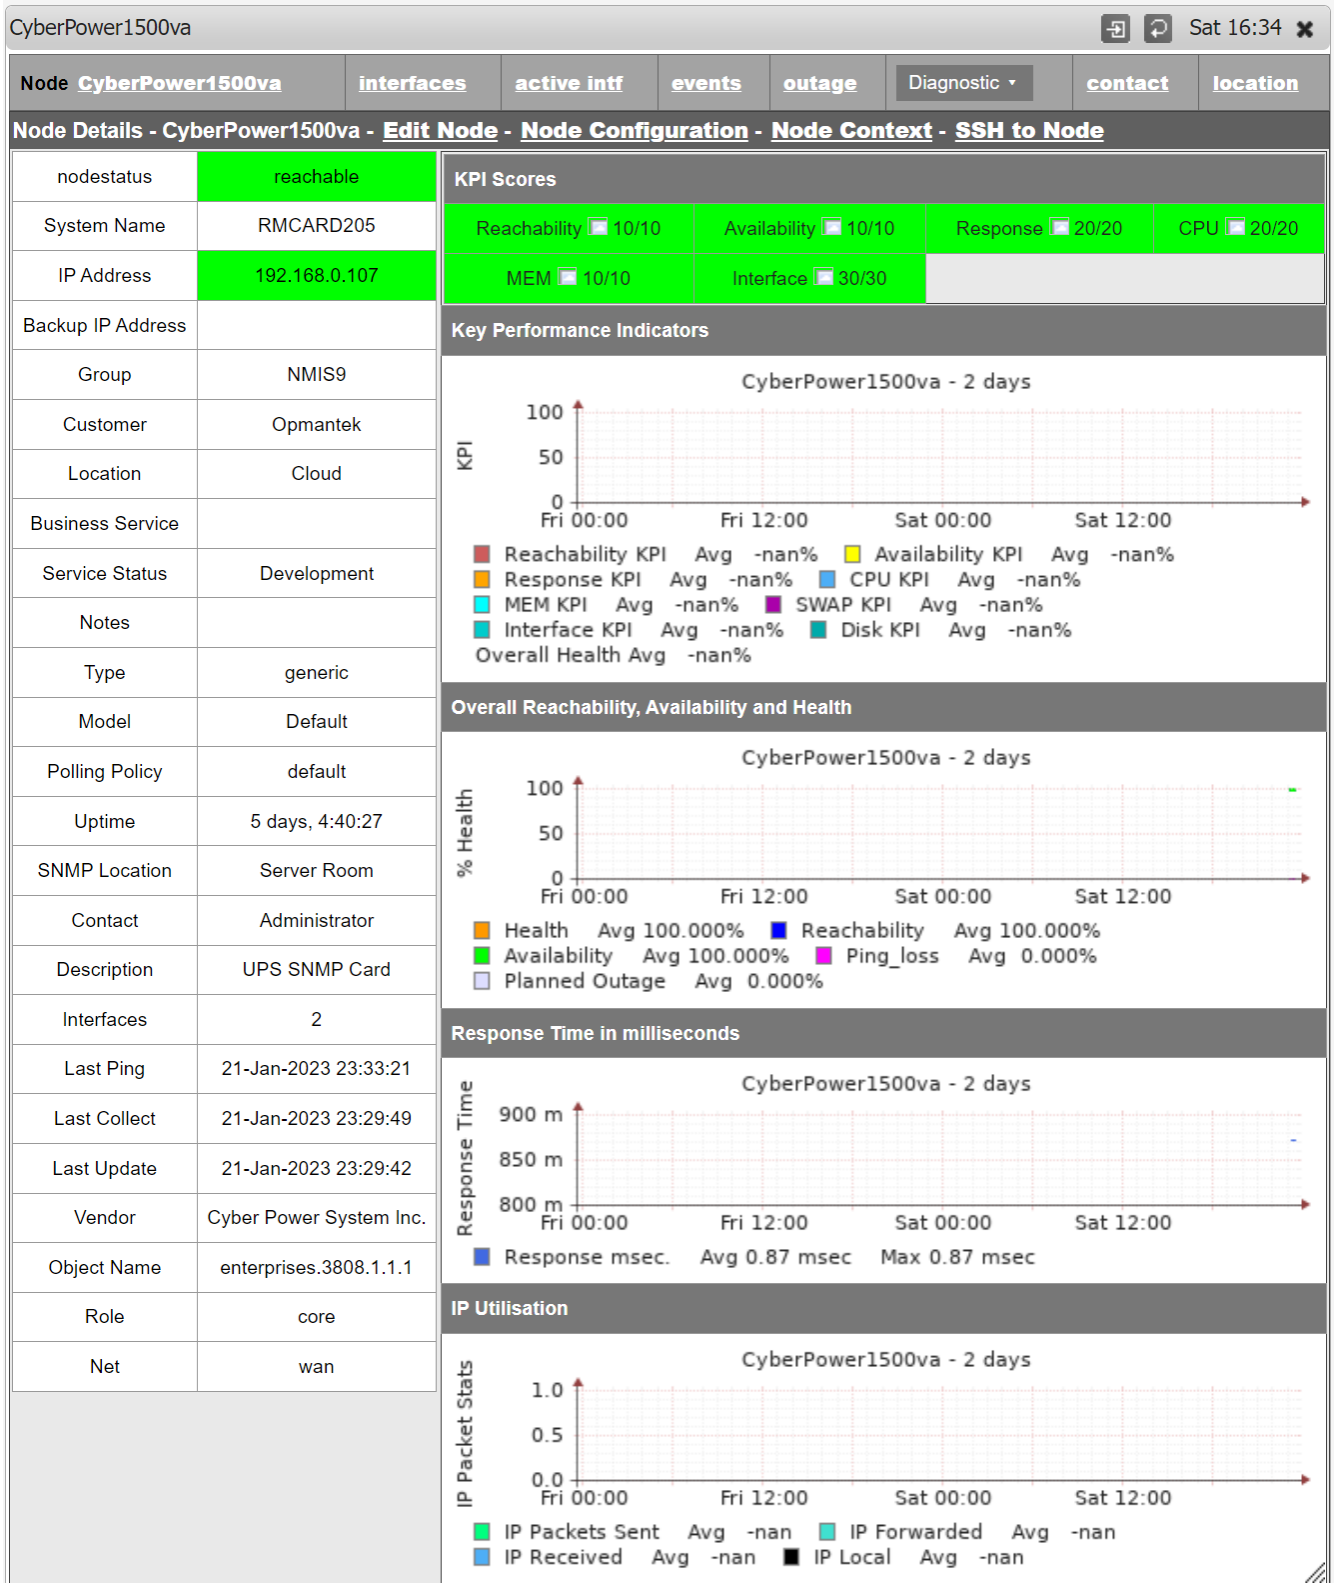 CyberPower1500va Sat 16:34
Node CyberPower1500va interfaces active intf events outage Diagnostic contact location
Node Details - CyberPower1500va - Edit Node - Node Configuration - Node Context - SSH to Node
nodestatus reachable
System Name RMCARD205
IP Address 192.168.0.107
Backup IP Address
Group NMIS9
Customer Opmantek
Location Cloud
Business Service
Service Status Development
Notes
Type generic
Model Default
Polling Policy default
Uptime 5 days, 4:40:27
SNMP Location Server Room
Contact Administrator
Description UPS SNMP Card
Interfaces 2
Last Ping 21-Jan-2023 23:33:21
Last Collect 21-Jan-2023 23:29:49
Last Update 21-Jan-2023 23:29:42
Vendor Cyber Power System Inc.
Object Name enterprises.3808.1.1.1
Role core
Net wan
KPI Scores
Reachability 10/10 Availability 10/10 Response 20/20 CPU 20/20
MEM 10/10 Interface 30/30
Key Performance Indicators
CyberPower1500va - 2 days
KPI
100
50
0
Fri 00:00 Fri 12:00 Sat 00:00 Sat 12:00
Reachability KPI Avg -nan% Availability KPI Avg -nan%
Response KPI Avg -nan% CPU KPI Avg -nan%
MEM KPI Avg -nan% SWAP KPI Avg -nan%
Interface KPI Avg -nan% Disk KPI Avg -nan%
Overall Health Avg -nan%
Overall Reachability, Availability and Health
CyberPower1500va - 2 days
% Health
100
50
0
Fri 00:00 Fri 12:00 Sat 00:00 Sat 12:00
Health Avg 100.000% Reachability Avg 100.000%
Availability Avg 100.000% Ping_loss Avg 0.000%
Planned Outage Avg 0.000%
Response Time in milliseconds
CyberPower1500va - 2 days
Response Time
900 m
850 m
800 m
Fri 00:00 Fri 12:00 Sat 00:00 Sat 12:00
Response msec. Avg 0.87 msec Max 0.87 msec
IP Utilisation
CyberPower1500va - 2 days
IP Packet Stats
1.0
0.5
0.0
Fri 00:00 Fri 12:00 Sat 00:00 Sat 12:00
IP Packets Sent Avg -nan IP Forwarded Avg -nan
IP Received Avg -nan IP Local Avg -nan